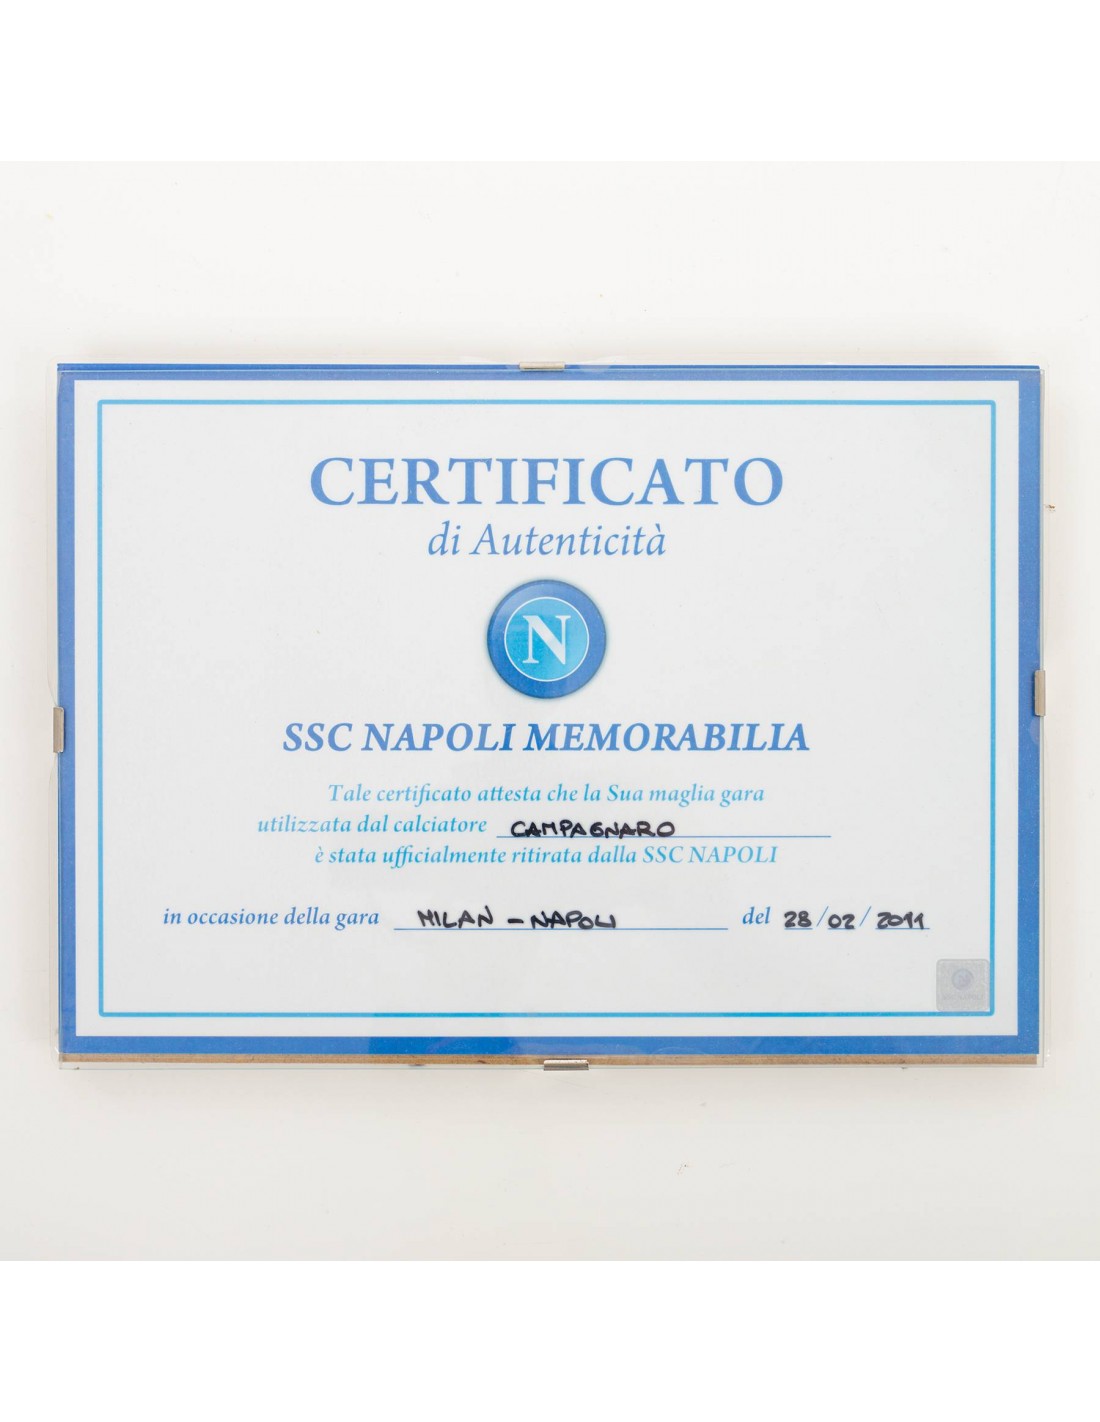 CERTIFICATO
di Autenticità
N
SSC NAPOLI MEMORABILIA
Tale certificato attesta che la Sua maglia gara
utilizzata dal calciatore CAMPAGNARO
è stata ufficialmente ritirata dalla SSC NAPOLI
in occasione della gara MILAN - NAPOLI del 28/02/2011